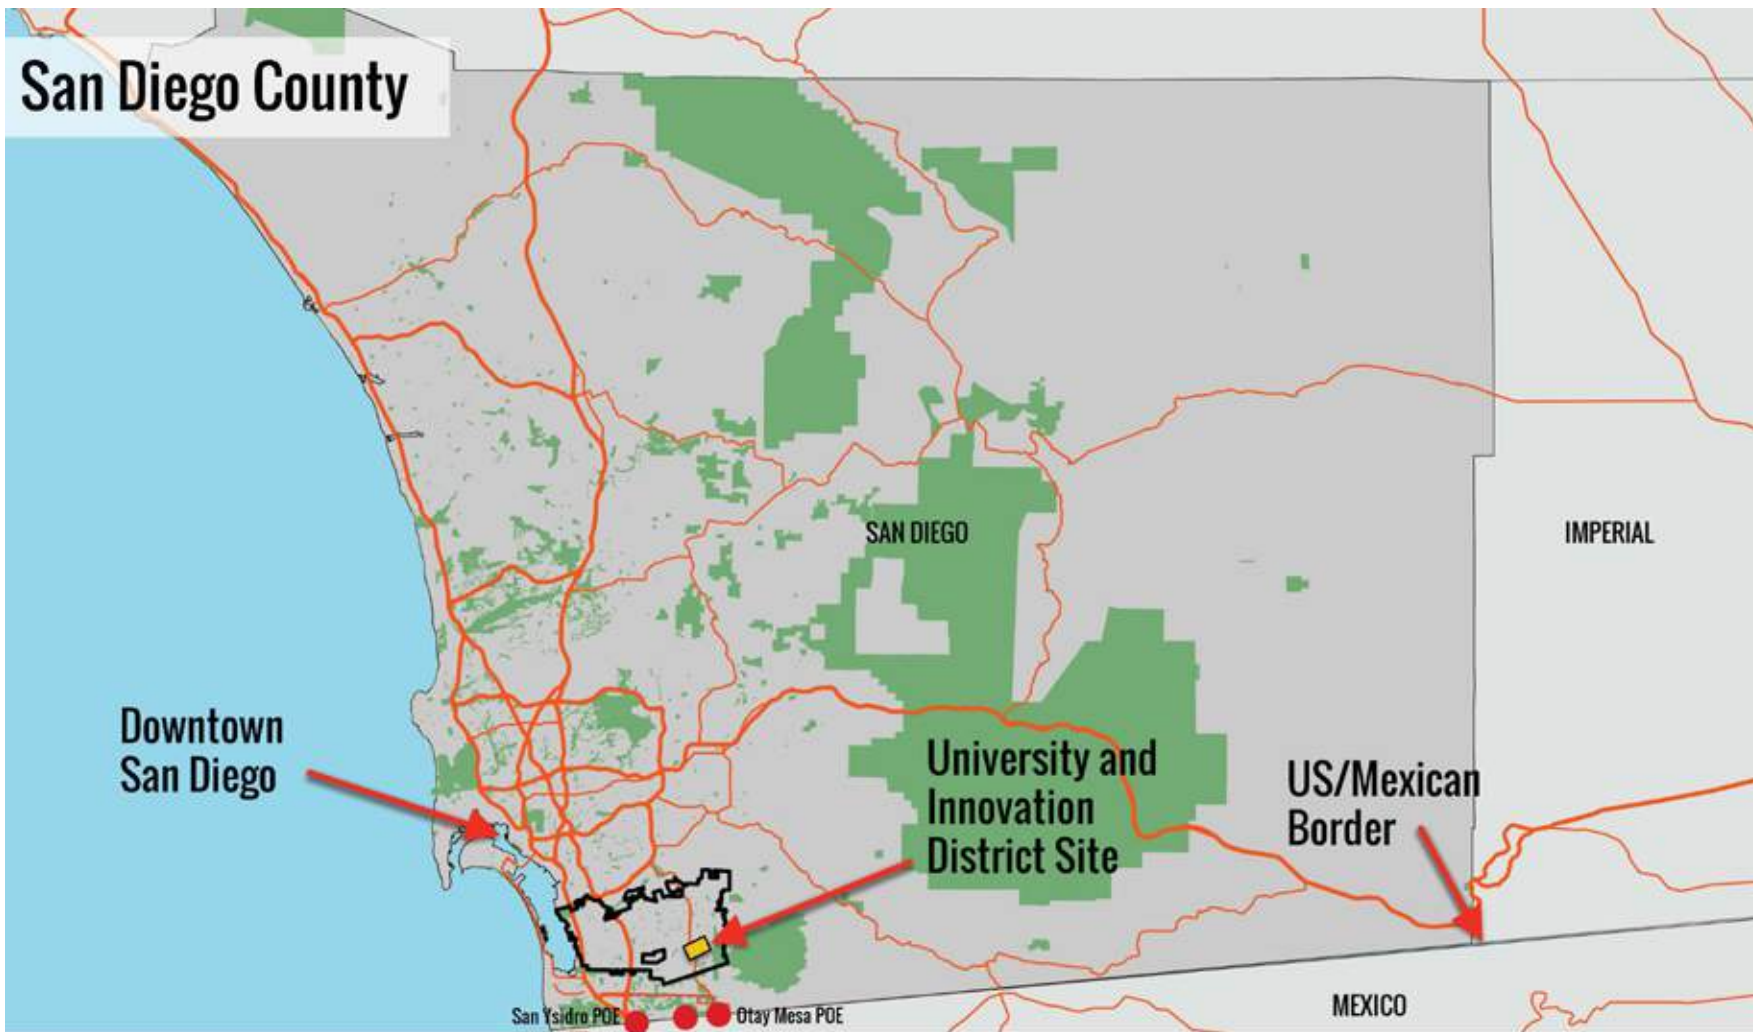 San Diego County
SAN DIEGO
IMPERIAL
Downtown
San Diego
University and
Innovation
District Site
US/Mexican
Border
San Ysidro POE
Otay Mesa POE
MEXICO